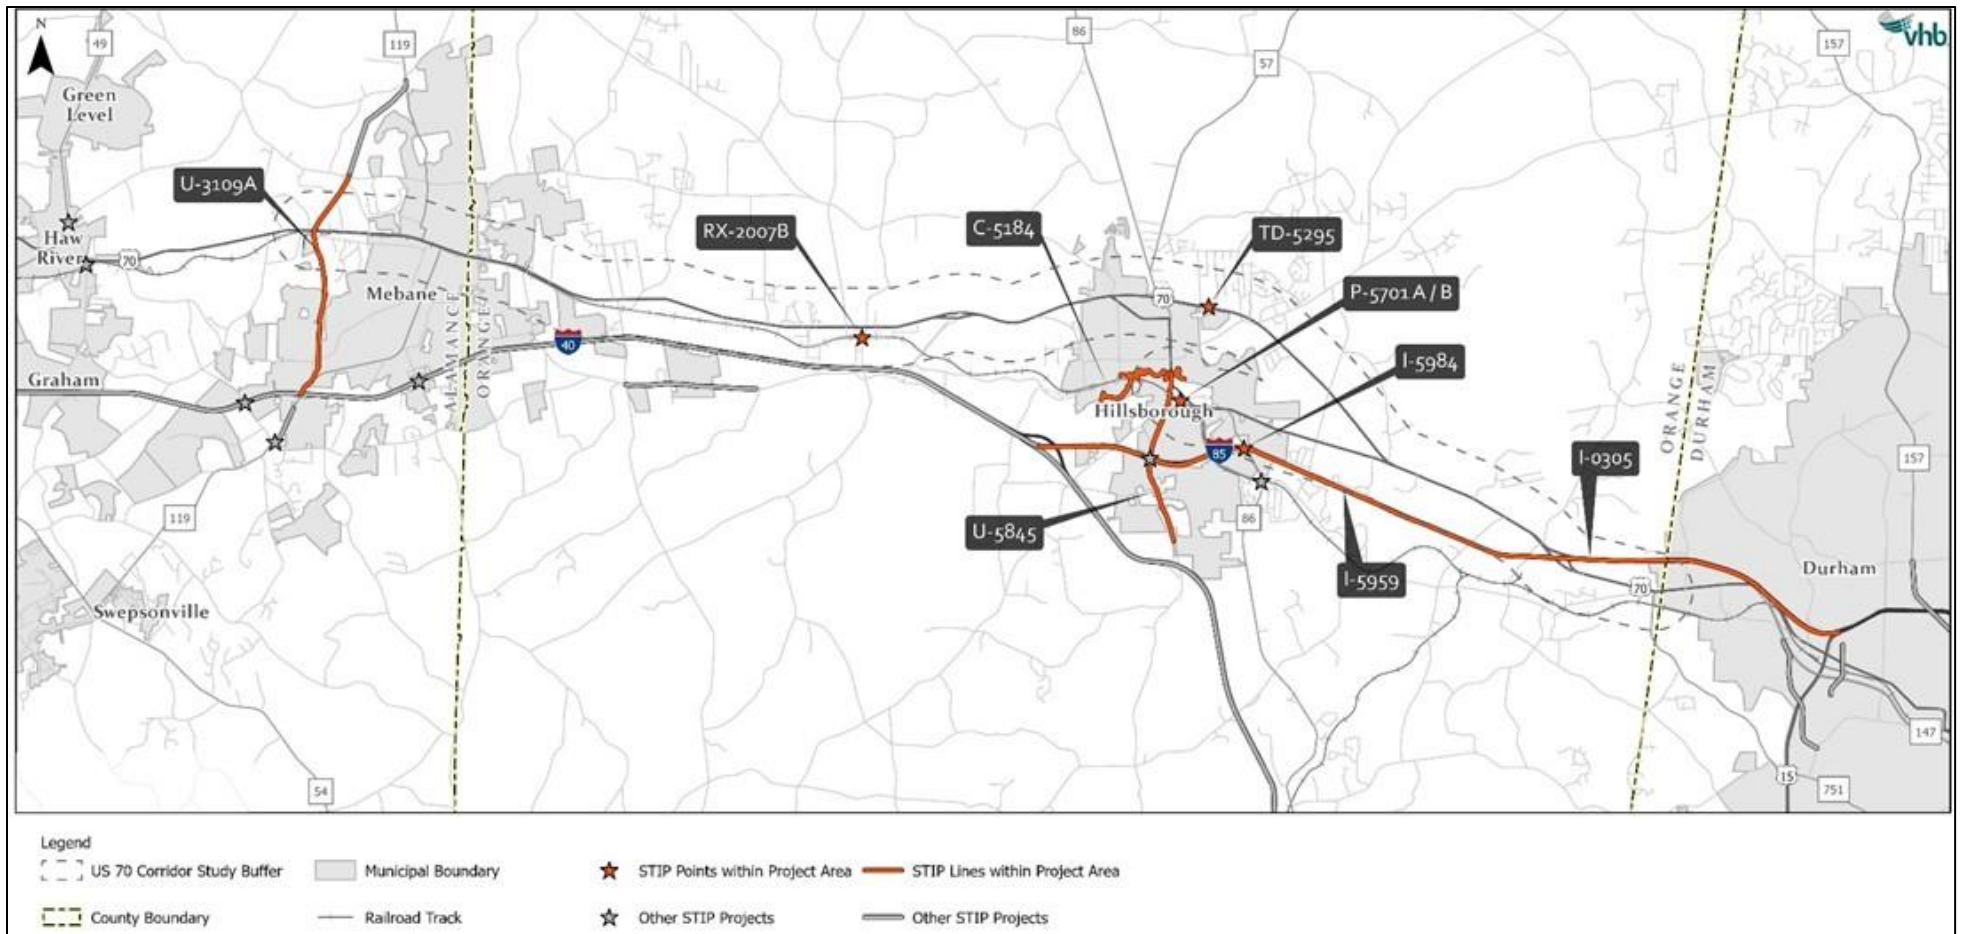 N
49
119
86
57
157
vhb
Green
Level
U-3109A
RX-2007B
C-5184
TD-5295
Haw
River
70
Mebane
ALAMANCE
ORANGE
40
70
P-5701 A / B
I-5984
Graham
Hillsborough
85
ORANGE
DURHAM
I-0305
157
119
U-5845
86
I-5959
70
Durham
Swepsonville
147
54
15
751
Legend
US 70 Corridor Study Buffer
Municipal Boundary
STIP Points within Project Area
STIP Lines within Project Area
County Boundary
Railroad Track
Other STIP Projects
Other STIP Projects